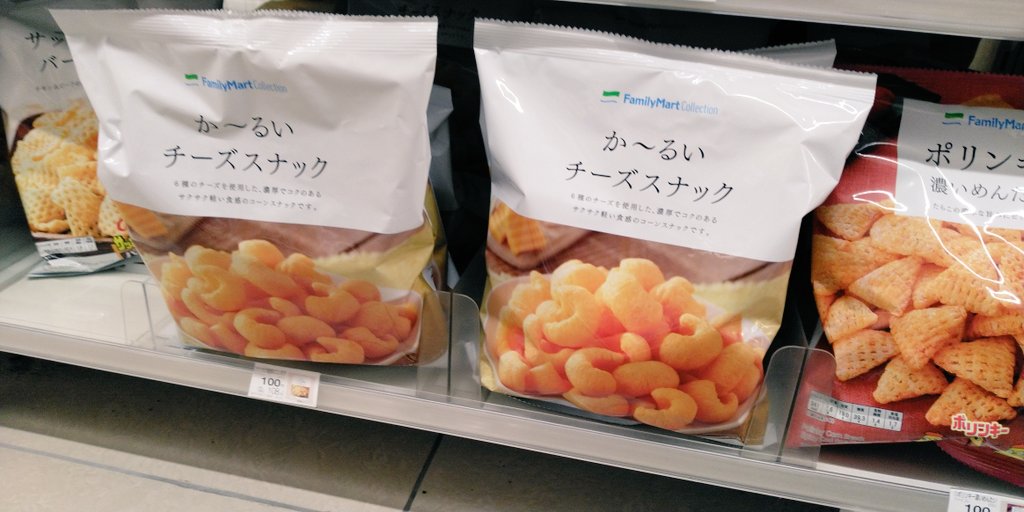 サッ
バー
FamilyMart Collection
か〜るい
チーズスナック
6種のチーズを使用した、濃厚でコクのある
サクサク軽い食感のコーンスナックです。
100
108
FamilyMart Collection
か〜るい
チーズスナック
6種のチーズを使用した、濃厚でコクのある
サクサク軽い食感のコーンスナックです。
FamilyMar
ポリンキ
濃いめんた
ポリンキー
100